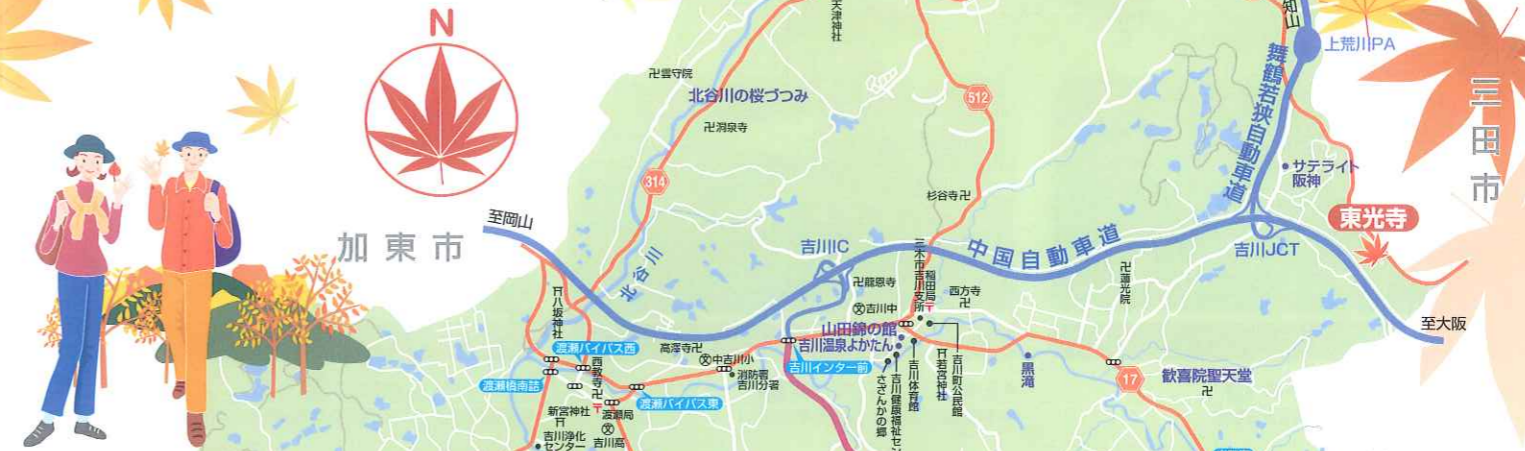 N
天津神社
卍雲守院
北谷川の桜づつみ
卍洞泉寺
314
512
上荒川PA
舞鶴若狭自動車道
三田市
サテライト
阪神
東光寺
杉谷寺卍
至岡山
加東市
北谷川
吉川IC
中国自動車道
吉川JCT
至大阪
三木市吉川支所
稲田局
〒
西方寺
卍
卍蓮光院
卍龍恩寺
文吉川中
山田錦の館
吉川温泉よかたん
八坂神社
渡瀬バイパス西
高澤寺卍
文中吉川小
消防署
吉川分署
吉川インター前
渡瀬橋南詰
西教寺卍
渡瀬バイパス東
〒
渡瀬局
新宮神社
文
吉川高
吉川浄化
センター
さざんかの郷
吉川健康福祉セン
吉川体育館
若宮神社
吉川町公民館
黒滝
17
歓喜院聖天堂
卍